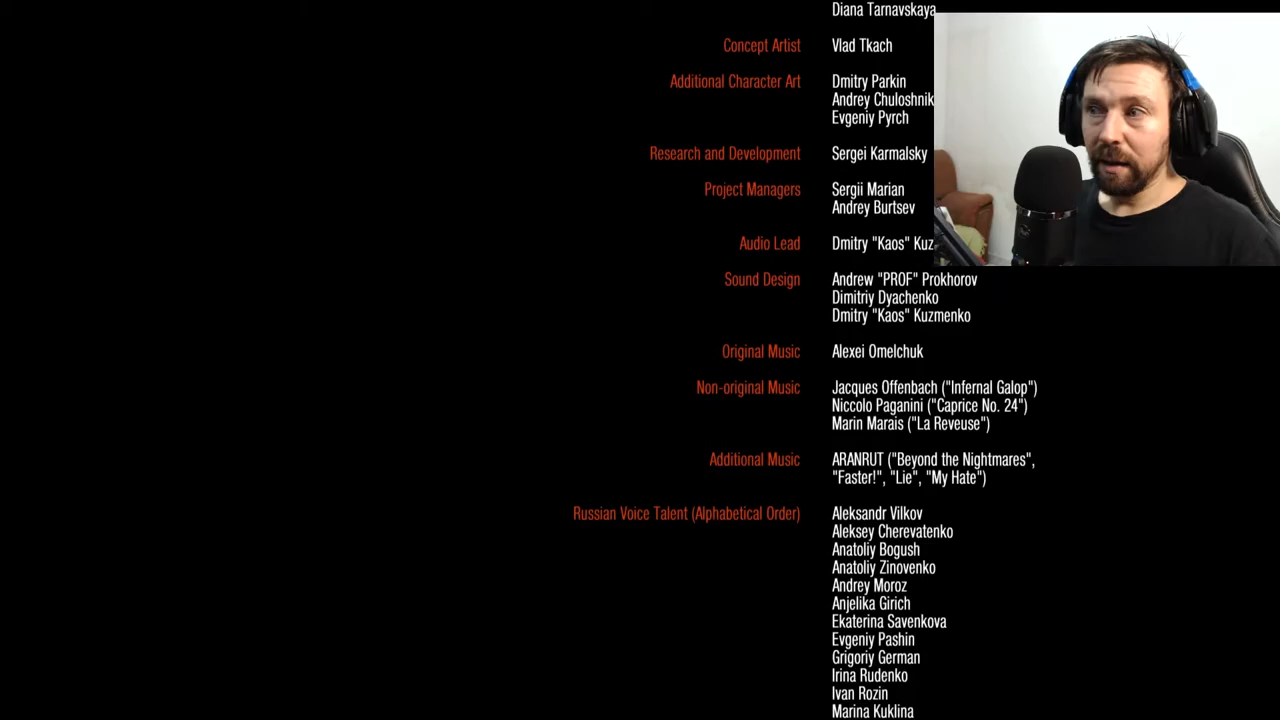 Diana Tarnavskaya
Concept Artist Vlad Tkach
Additional Character Art Dmitry Parkin
Andrey Chuloshnik
Evgeniy Pyrch
Research and Development Sergei Karmalsky
Project Managers Sergii Marian
Andrey Burtsev
Audio Lead Dmitry "Kaos" Kuz
Sound Design Andrew "PROF" Prokhorov
Dimitriy Dyachenko
Dmitry "Kaos" Kuzmenko
Original Music Alexei Omelchuk
Non-original Music Jacques Offenbach ("Infernal Galop")
Niccolo Paganini ("Caprice No. 24")
Marin Marais ("La Reveuse")
Additional Music ARANRUT ("Beyond the Nightmares",
"Faster!", "Lie", "My Hate")
Russian Voice Talent (Alphabetical Order) Aleksandr Vilkov
Aleksey Cherevatenko
Anatoliy Bogush
Anatoliy Zinovenko
Andrey Moroz
Anjelika Girich
Ekaterina Savenkova
Evgeniy Pashin
Grigoriy German
Irina Rudenko
Ivan Rozin
Marina Kuklina